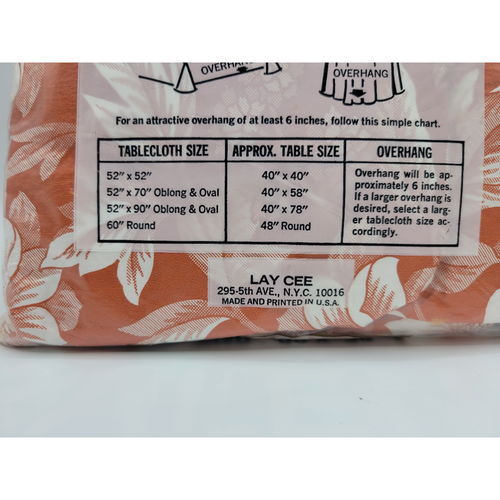 OVERHANG
OVERHANG
For an attractive overhang of at least 6 inches, follow this simple chart.
TABLECLOTH SIZE APPROX. TABLE SIZE OVERHANG
52″ x 52″ 40″ x 40″ Overhang will be ap-
proximately 6 inches.
52″ x 70″ Oblong & Oval 40″ x 58″ If a larger overhang is
52″ x 90″ Oblong & Oval 40″ x 78″ desired, select a larg-
60″ Round 48″ Round er tablecloth size ac-
cordingly.
LAY CEE
295-5th AVE., N.Y.C. 10016
MADE AND PRINTED IN U.S.A.